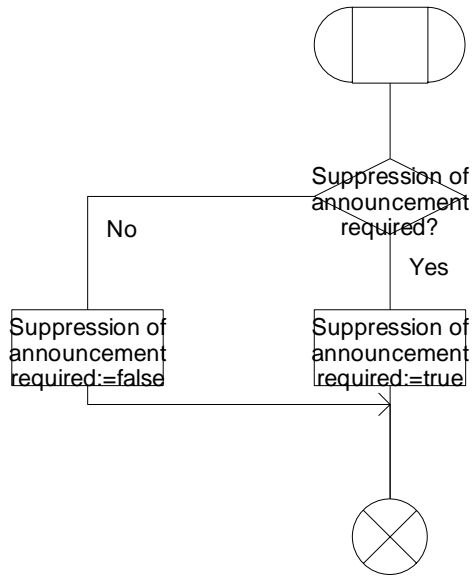 Suppression of
announcement
required?
No
Yes
Suppression of
announcement
required:=false
Suppression of
announcement
required:=true